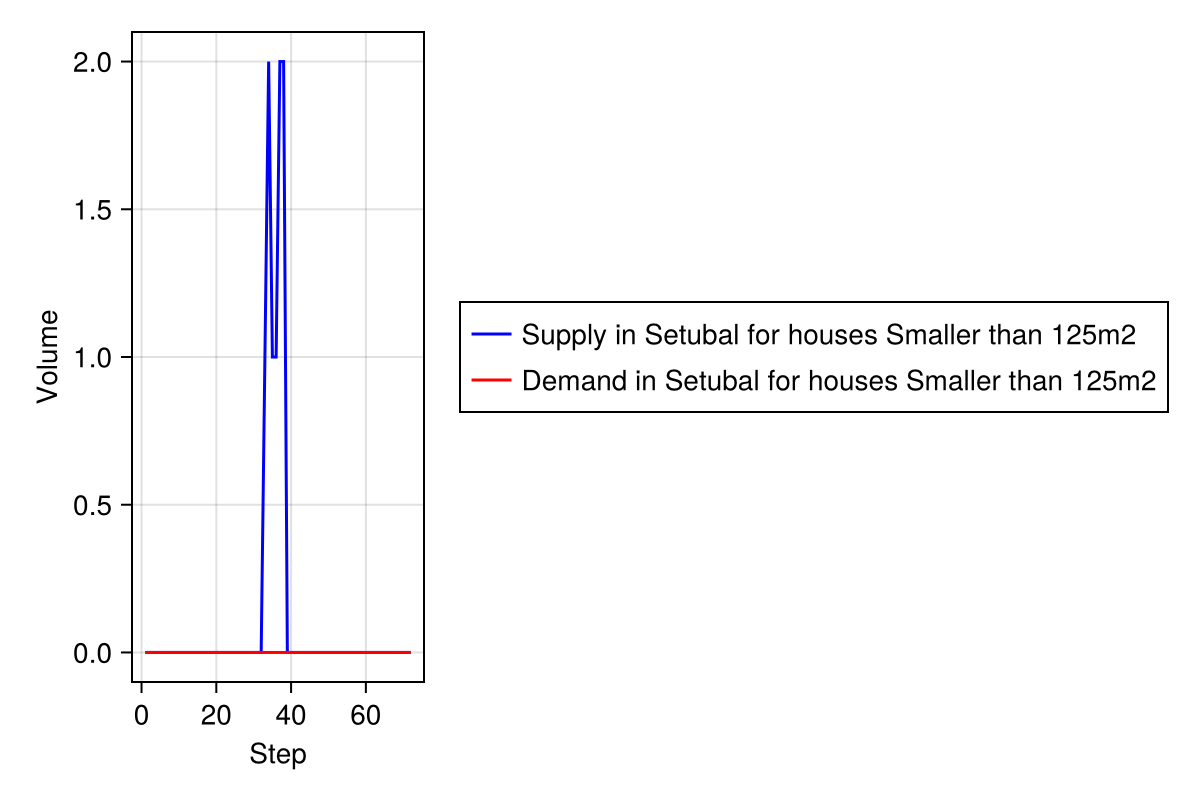 2.0
1.5
1.0
0.5
0.0
Volume
0 20 40 60
Step
Supply in Setubal for houses Smaller than 125m2
Demand in Setubal for houses Smaller than 125m2